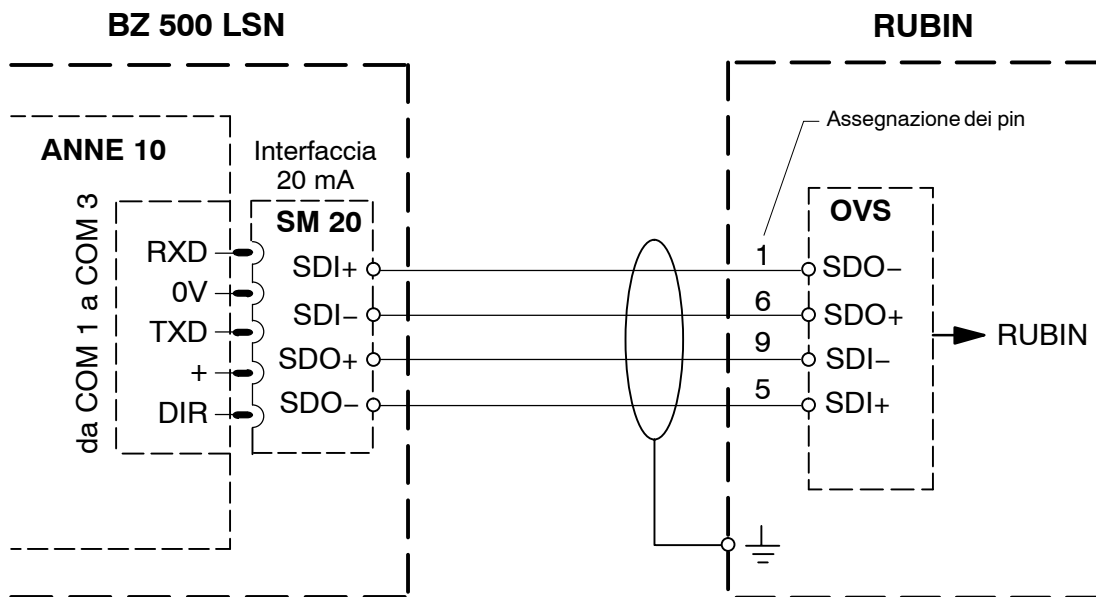 BZ 500 LSN
RUBIN
ANNE 10
da COM 1 a COM 3
RXD
0V
TXD
+
DIR
Interfaccia
20 mA
SM 20
SDI+
SDI−
SDO+
SDO−
Assegnazione dei pin
1
6
9
5
OVS
SDO−
SDO+
SDI−
SDI+
RUBIN